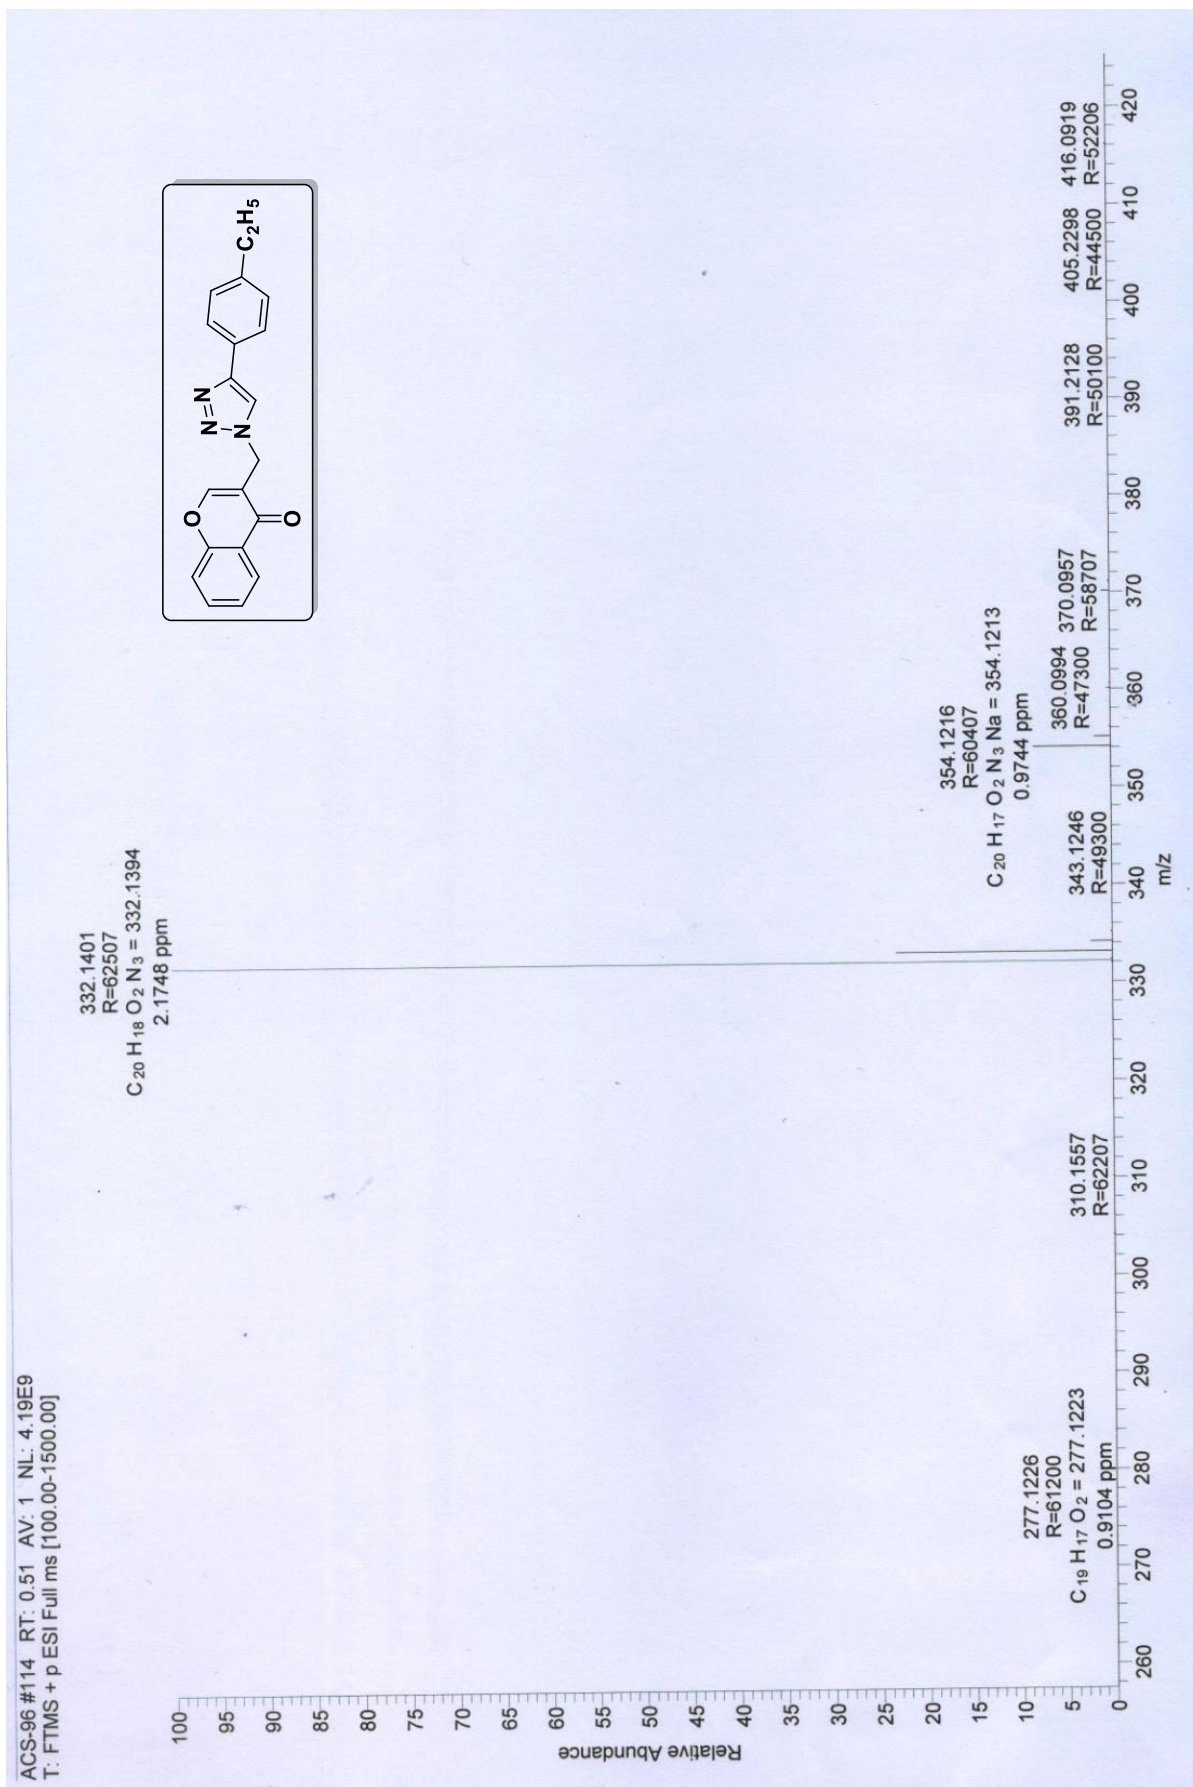 ACS-96 #114 RT: 0.51 AV: 1 NL: 4.19E9
T: FTMS + p ESI Full ms [100.00-1500.00]
332.1401
R=62507
C20 H18 O2 N3 = 332.1394
2.1748 ppm
O
O
N
N
N
C2H5
277.1226
R=61200
C19 H17 O2 = 277.1223
0.9104 ppm
310.1557
R=62207
343.1246
R=49300
354.1216
R=60407
C20 H17 O2 N3 Na = 354.1213
0.9744 ppm
360.0994
R=47300
370.0957
R=58707
391.2128
R=50100
405.2298
R=44500
416.0919
R=52206
Relative Abundance
100
95
90
85
80
75
70
65
60
55
50
45
40
35
30
25
20
15
10
5
0
260 270 280 290 300 310 320 330 340 350 360 370 380 390 400 410 420
m/z